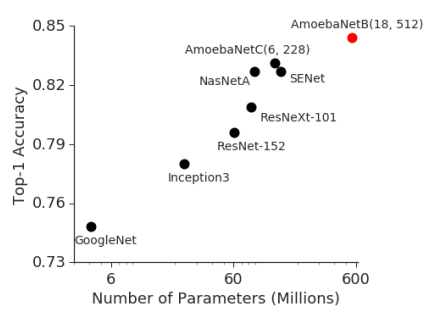 0.85
AmoebaNetB(18, 512)
AmoebaNetC(6, 228)
0.82
NasNetA
SENet
ResNeXt-101
0.79
ResNet-152
Inception3
0.76
GoogleNet
0.73
6
60
600
Top-1 Accuracy
Number of Parameters (Millions)